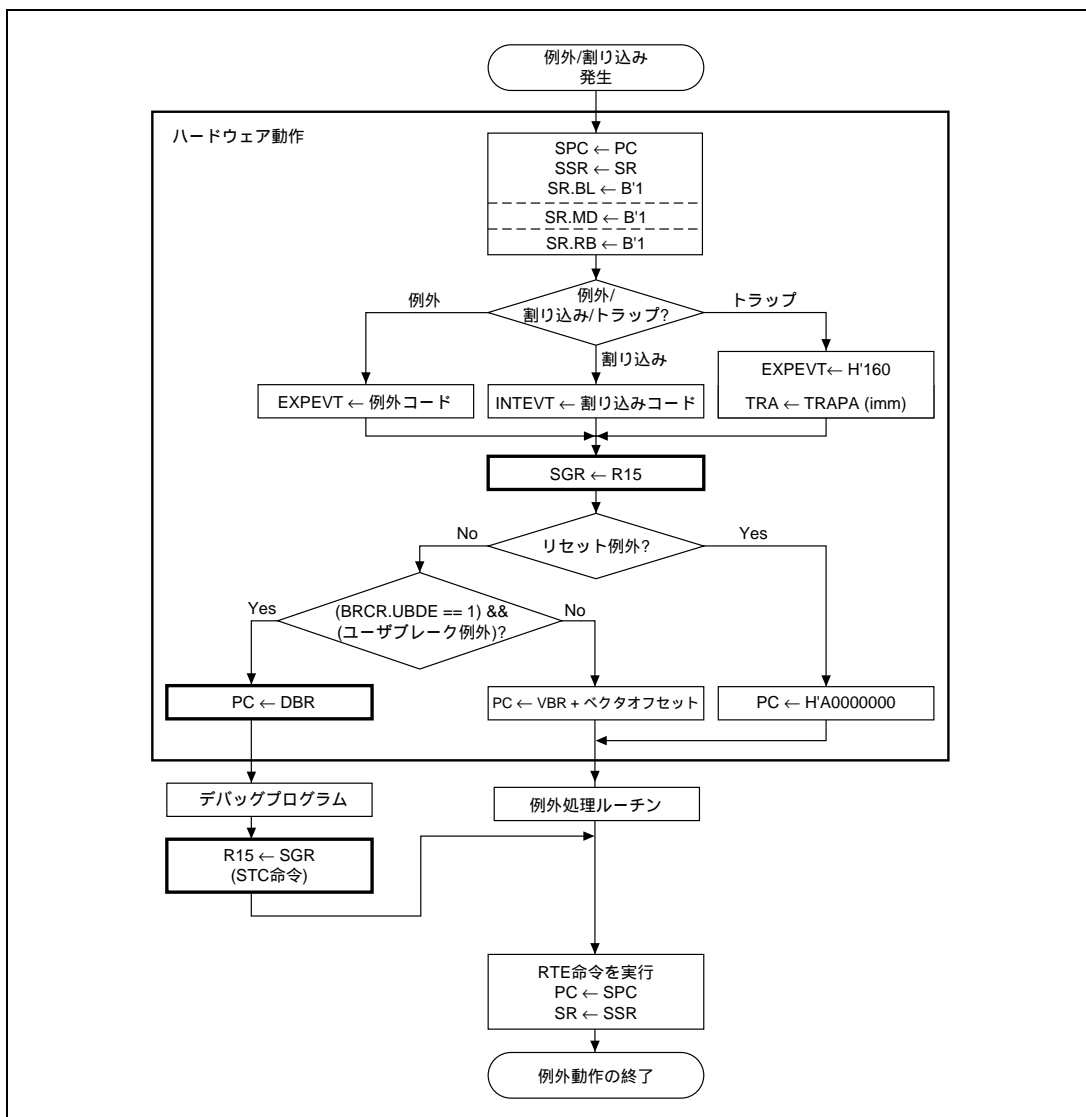 例外/割り込み
発生
ハードウェア動作
SPC ← PC
SSR ← SR
SR.BL ← B'1
SR.MD ← B'1
SR.RB ← B'1
例外
例外/
割り込み/トラップ?
トラップ
割り込み
EXPEVT ← 例外コード
INTEVT ← 割り込みコード
EXPEVT← H'160
TRA ← TRAPA (imm)
SGR ← R15
No
リセット例外?
Yes
Yes
(BRCR.UBDE == 1) &&
(ユーザブレーク例外)?
No
PC ← DBR
PC ← VBR + ベクタオフセット
PC ← H'A0000000
デバッグプログラム
例外処理ルーチン
R15 ← SGR
(STC命令)
RTE命令を実行
PC ← SPC
SR ← SSR
例外動作の終了